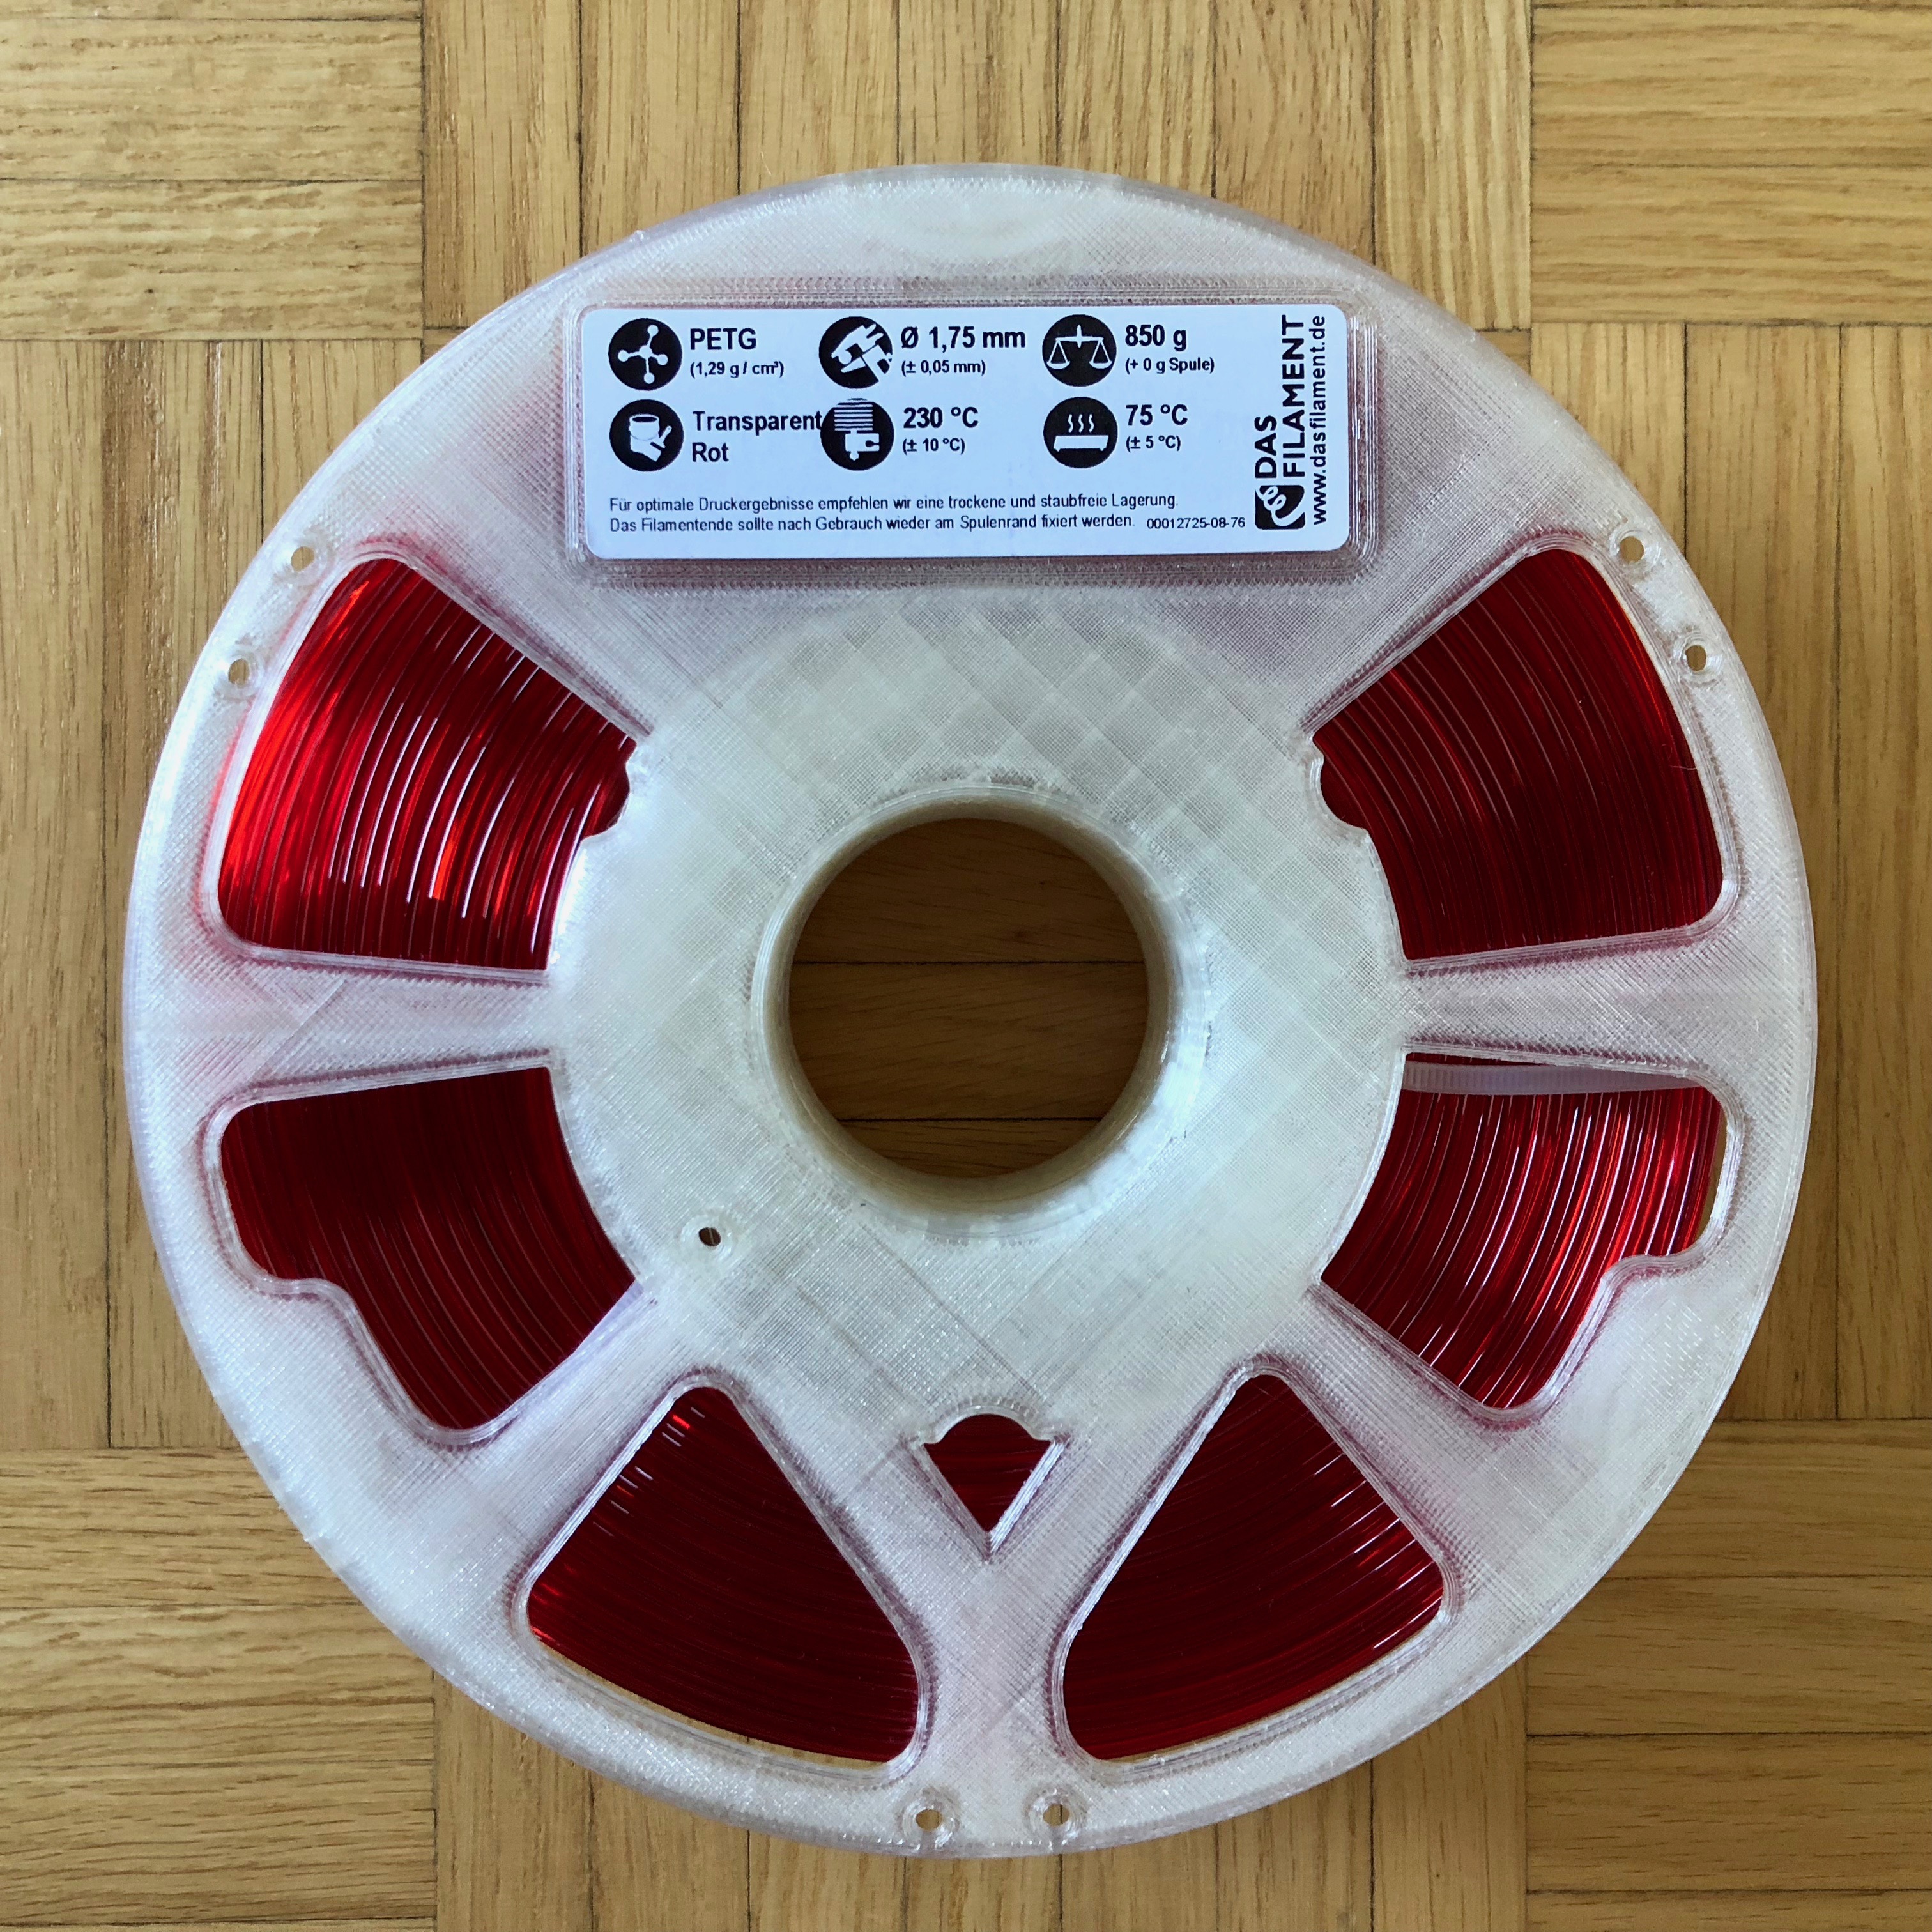 PETG
(1,29 g / cm³)
Ø 1,75 mm
(± 0,05 mm)
850 g
(+ 0 g Spule)
Transparent
Rot
230 °C
(± 10 °C)
75 °C
(± 5 °C)
Für optimale Druckergebnisse empfehlen wir eine trockene und staubfreie Lagerung.
Das Filamentende sollte nach Gebrauch wieder am Spulenrand fixiert werden. 00012725-08-76
DAS
FILAMENT
www.dasfilament.de